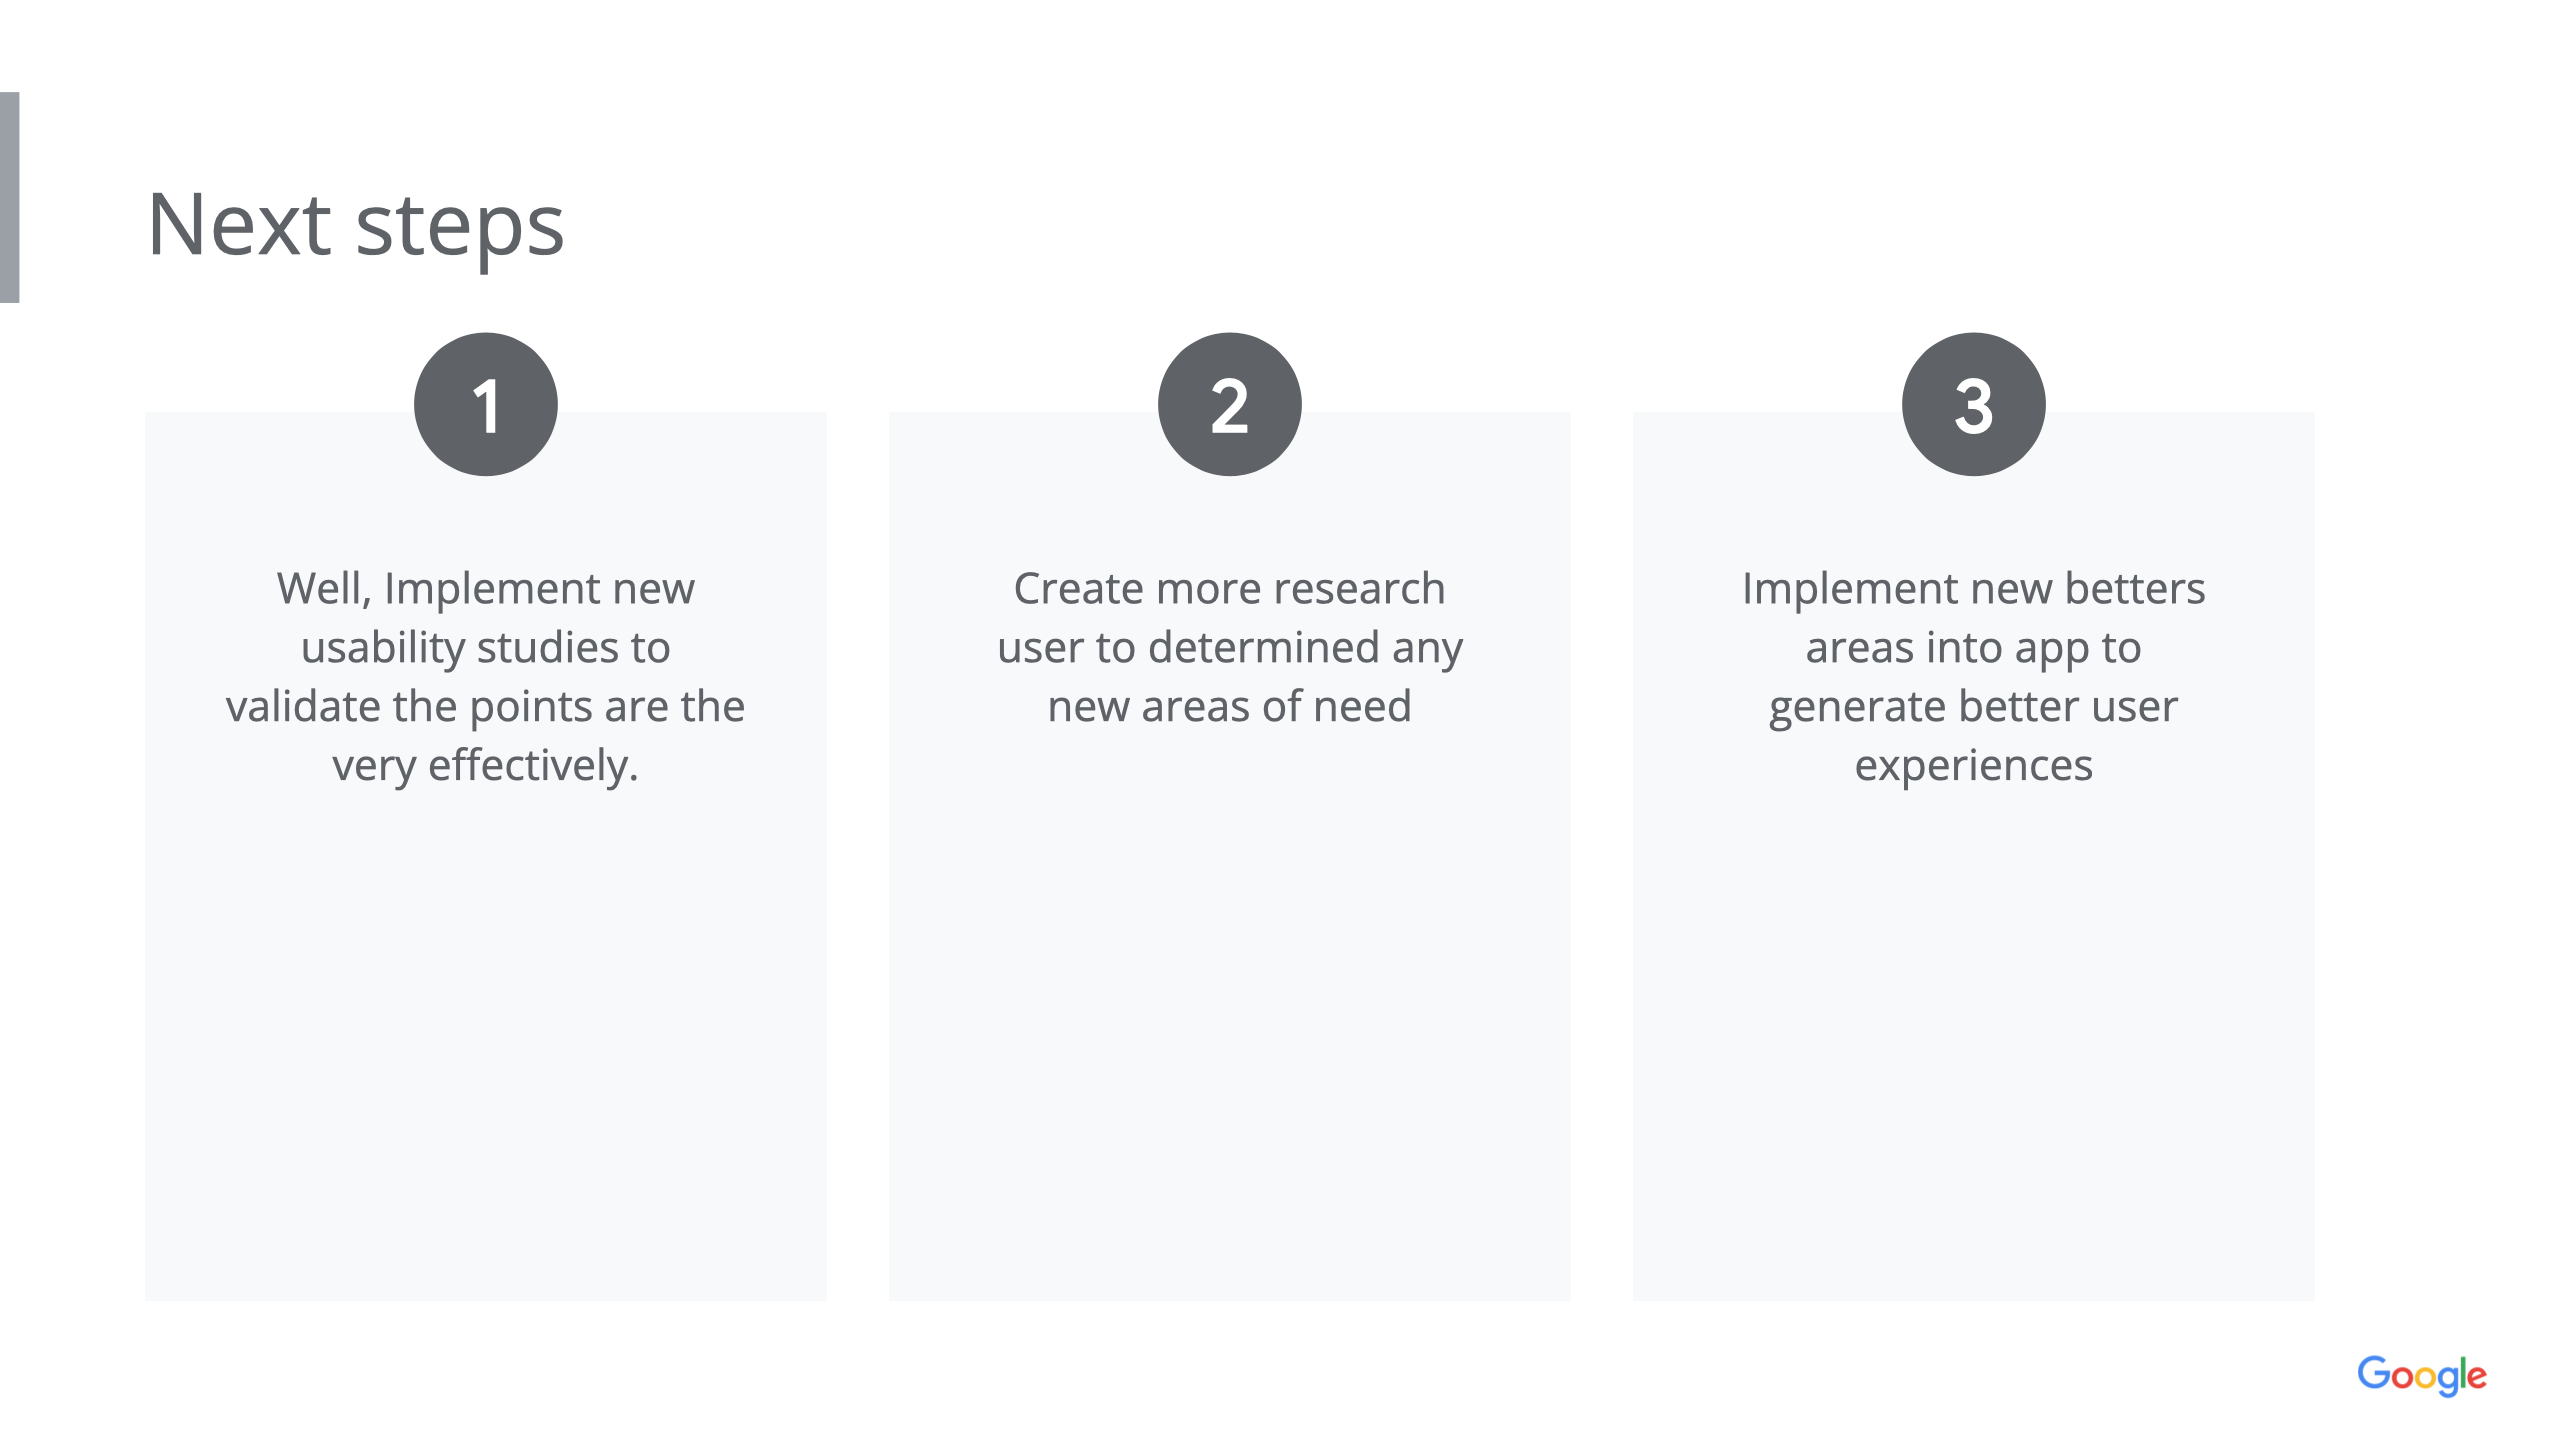 Next steps
1
Well, Implement new
usability studies to
validate the points are the
very effectively.
2
Create more research
user to determined any
new areas of need
3
Implement new betters
areas into app to
generate better user
experiences
Google